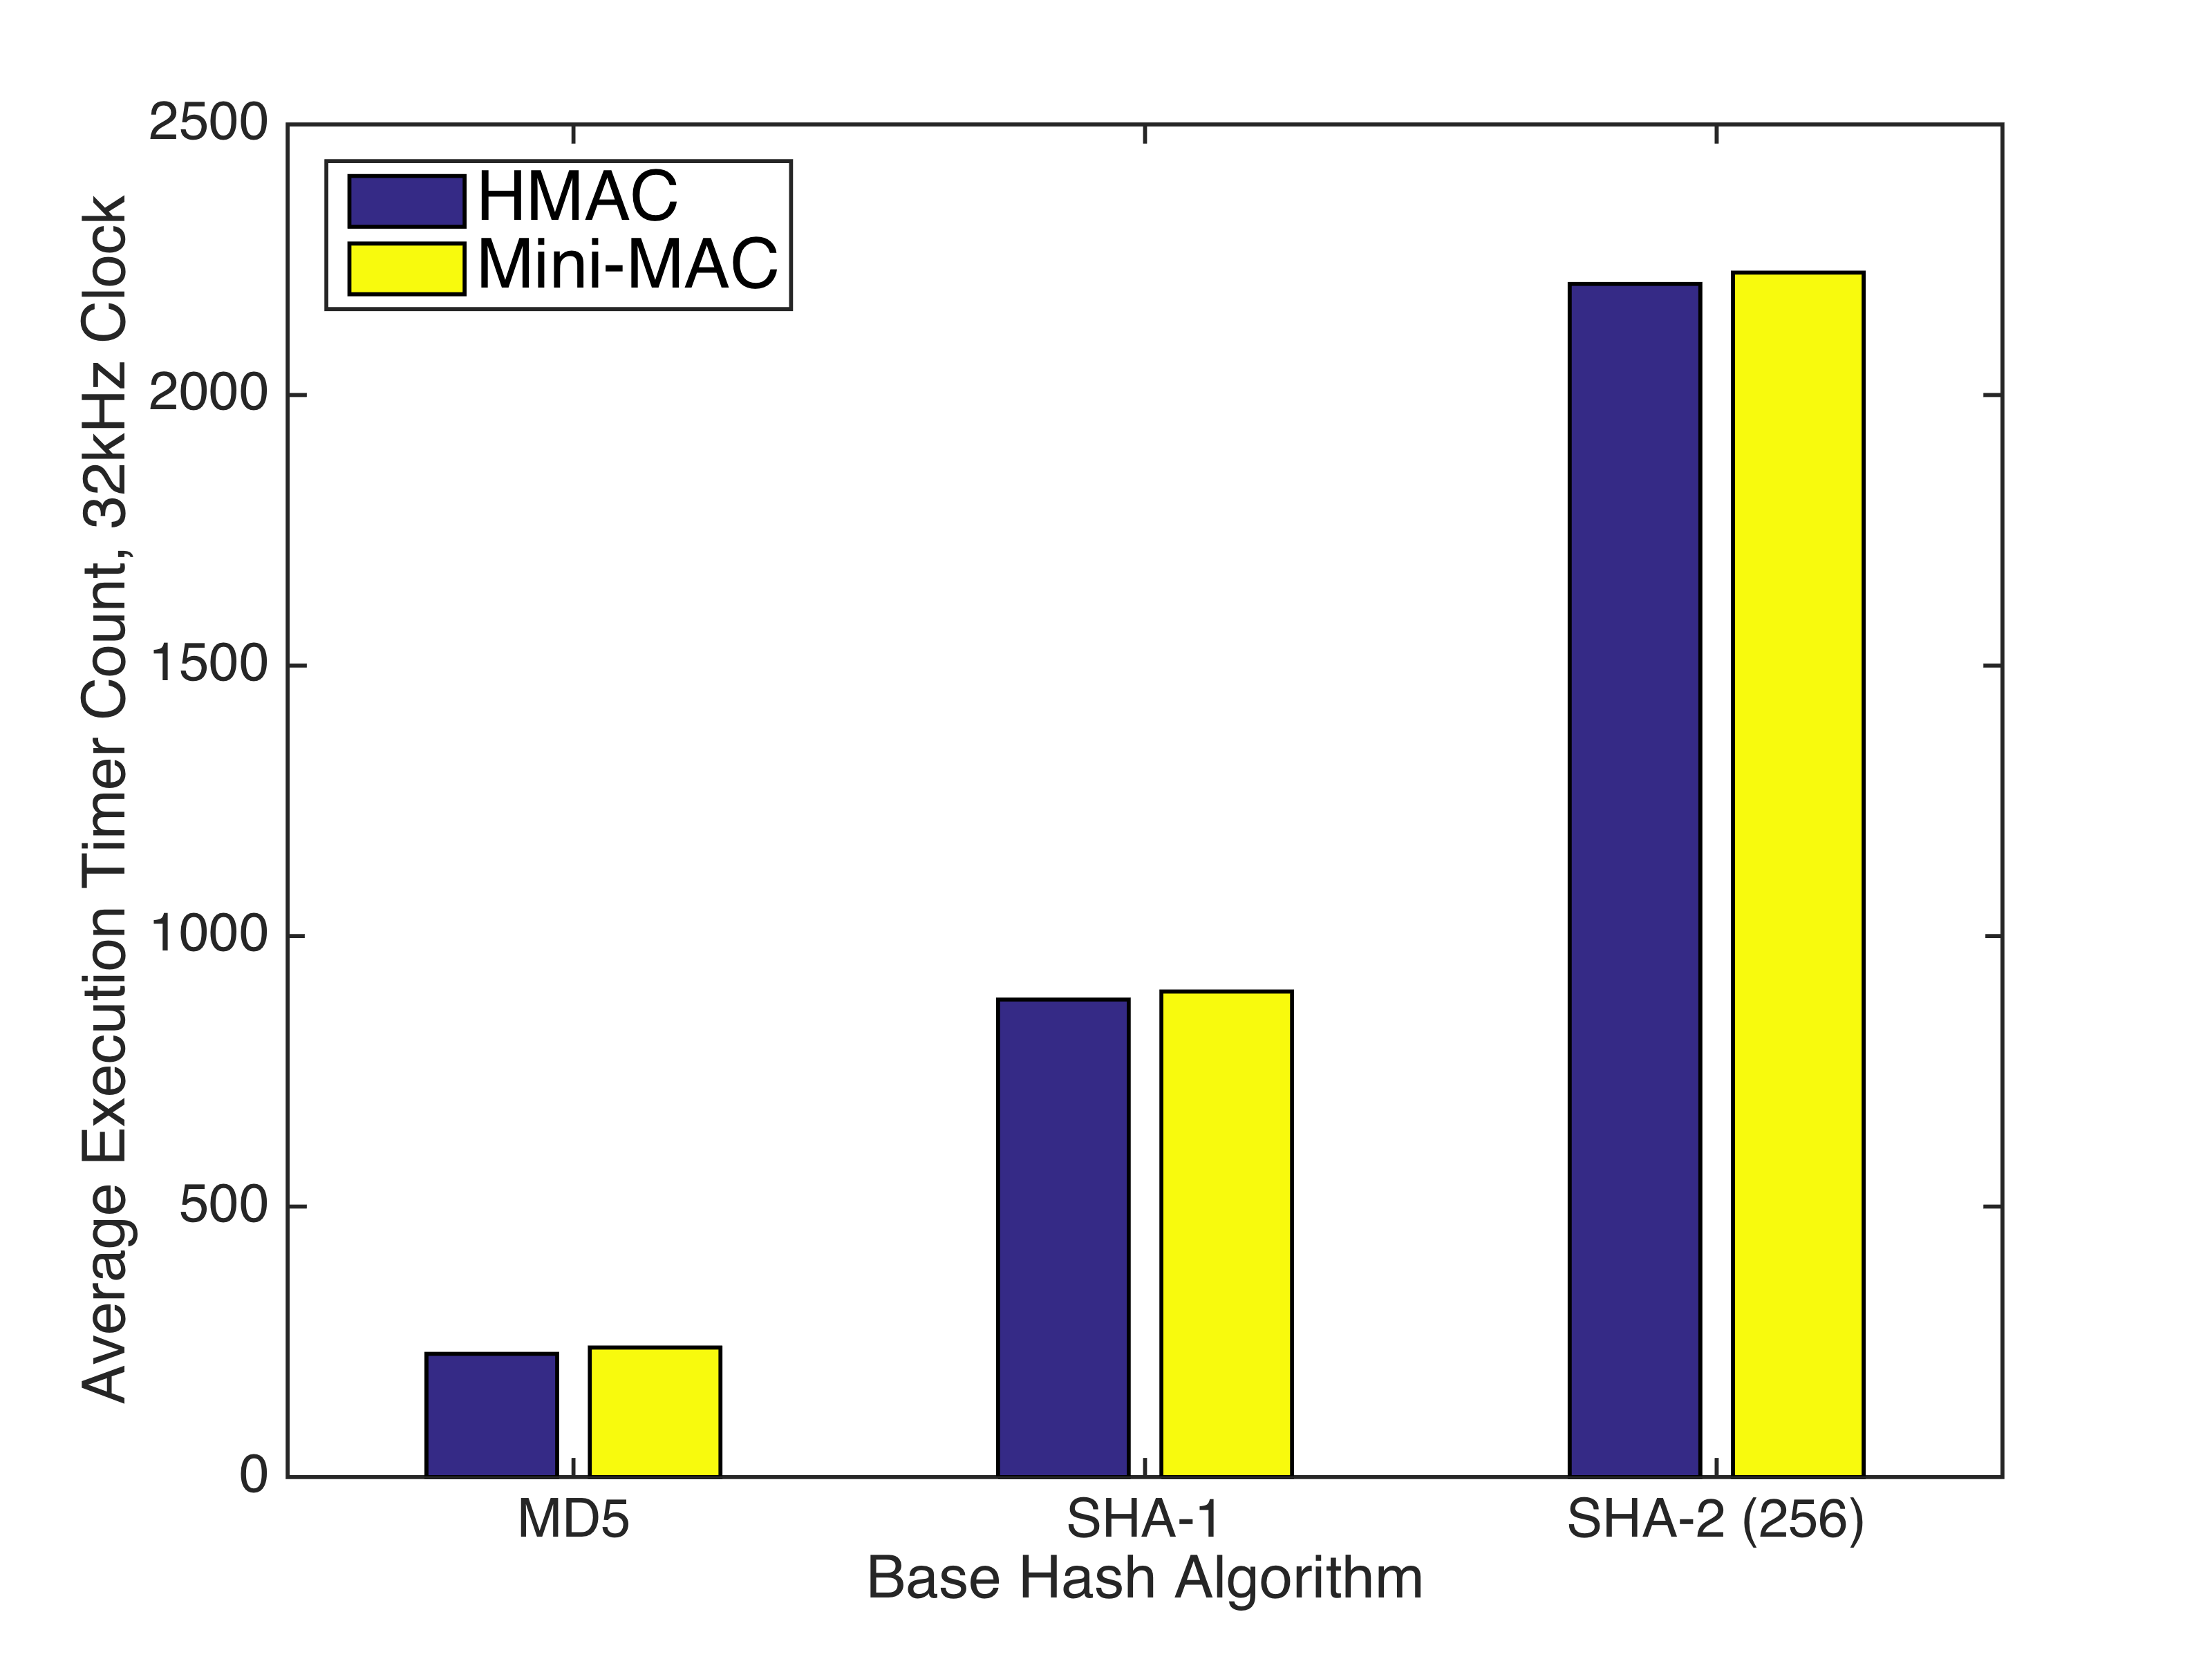 2500
2000
1500
1000
500
0
Average Execution Timer Count, 32kHz Clock
HMAC
Mini-MAC
MD5
SHA-1
SHA-2 (256)
Base Hash Algorithm